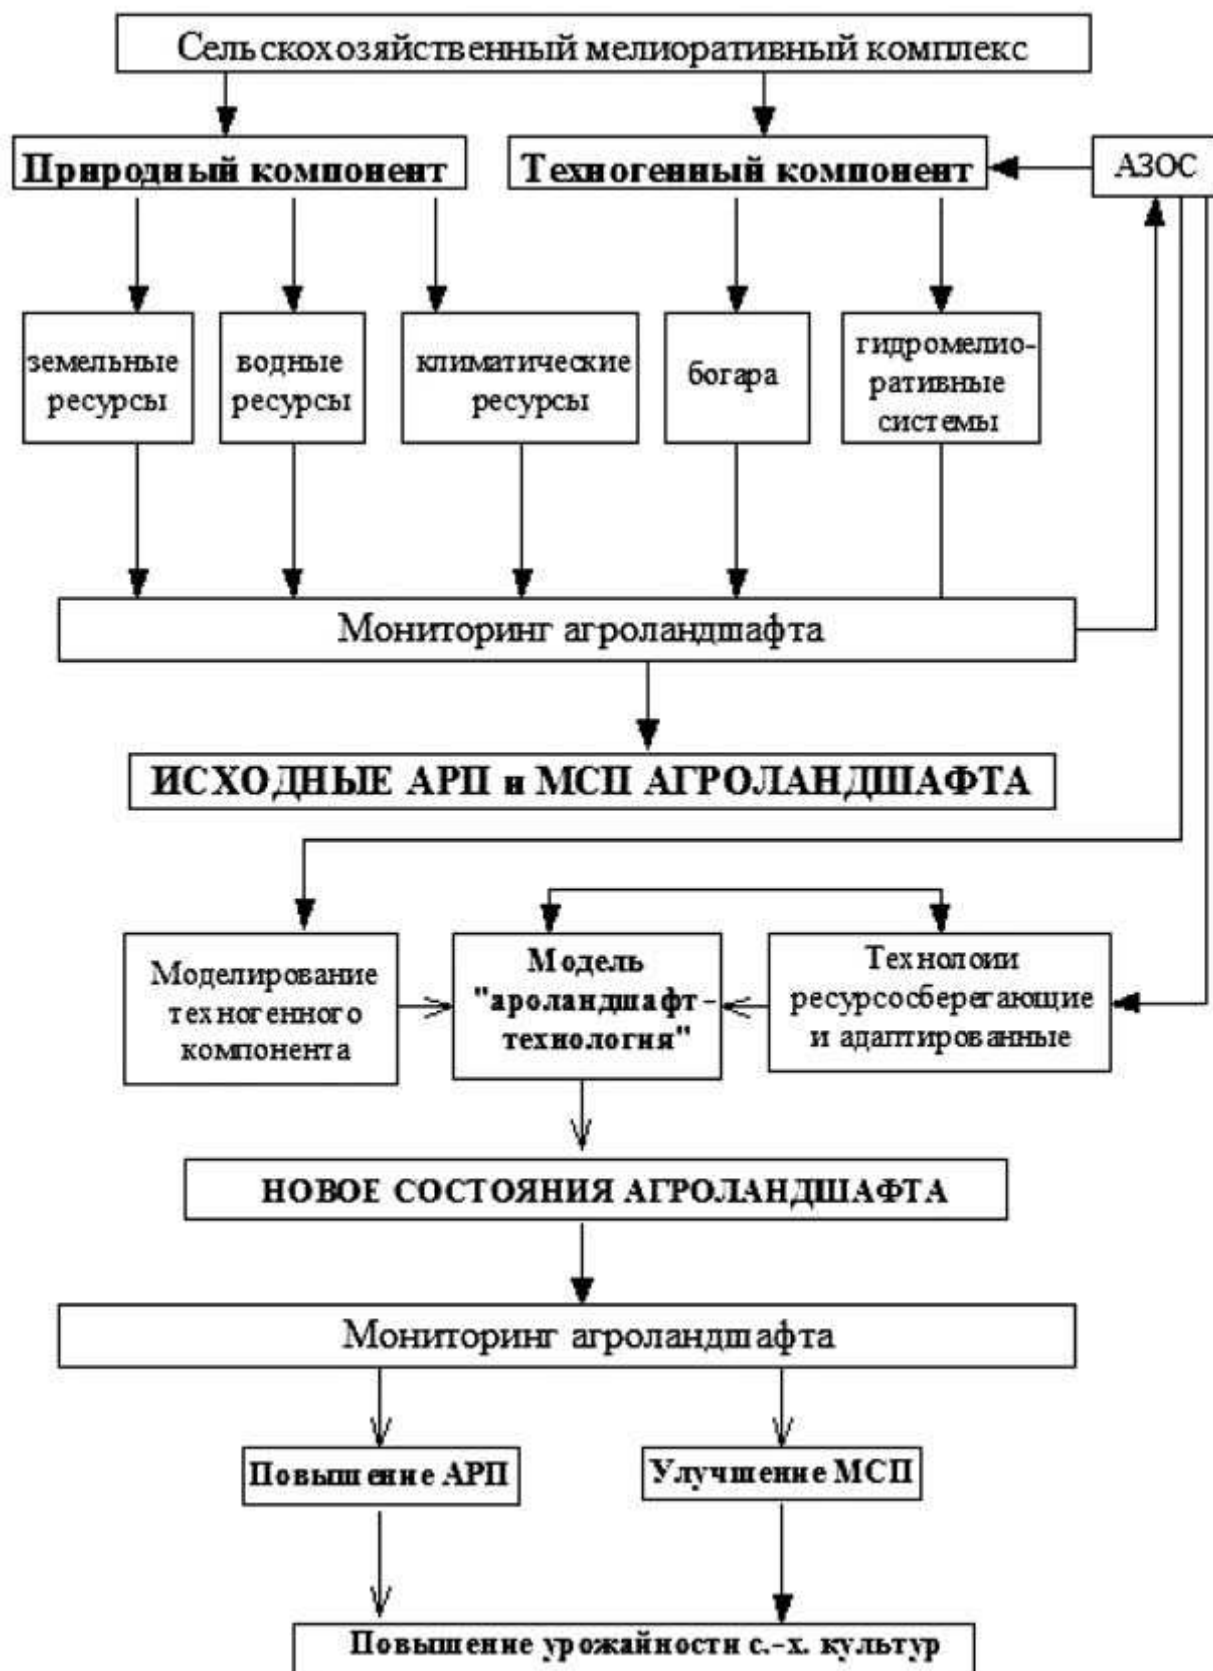 Сельскохозяйственный мелиоративный комплекс
Природный компонент
Техногенный компонент
АЗОС
земельные
ресурсы
водные
ресурсы
климатические
ресурсы
богара
гидромелио-
ративные
системы
Мониторинг агроландшафта
ИСХОДНЫЕ АРП и МСП АГРОЛАНДШАФТА
Моделирование
техногенного
компонента
Модель
"ароландшафт-
технология"
Технолоии
ресурсосберегающие
и адаптированные
НОВОЕ СОСТОЯНИЯ АГРОЛАНДШАФТА
Мониторинг агроландшафта
Повышение АРП
Улучшение МСП
Повышение урожайности с.-х. культур